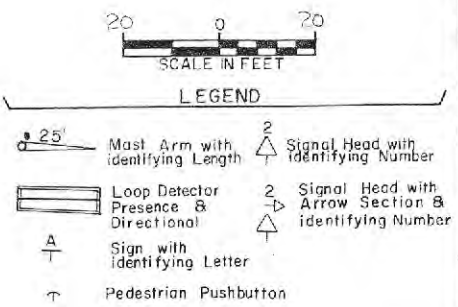 20 0 20
SCALE IN FEET
LEGEND
25' Mast Arm with
identifying Length
2 Signal Head with
identifying Number
Loop Detector
Presence &
Directional
2 Signal Head with
Arrow Section &
identifying Number
A Sign with
identifying Letter
Pedestrian Pushbutton